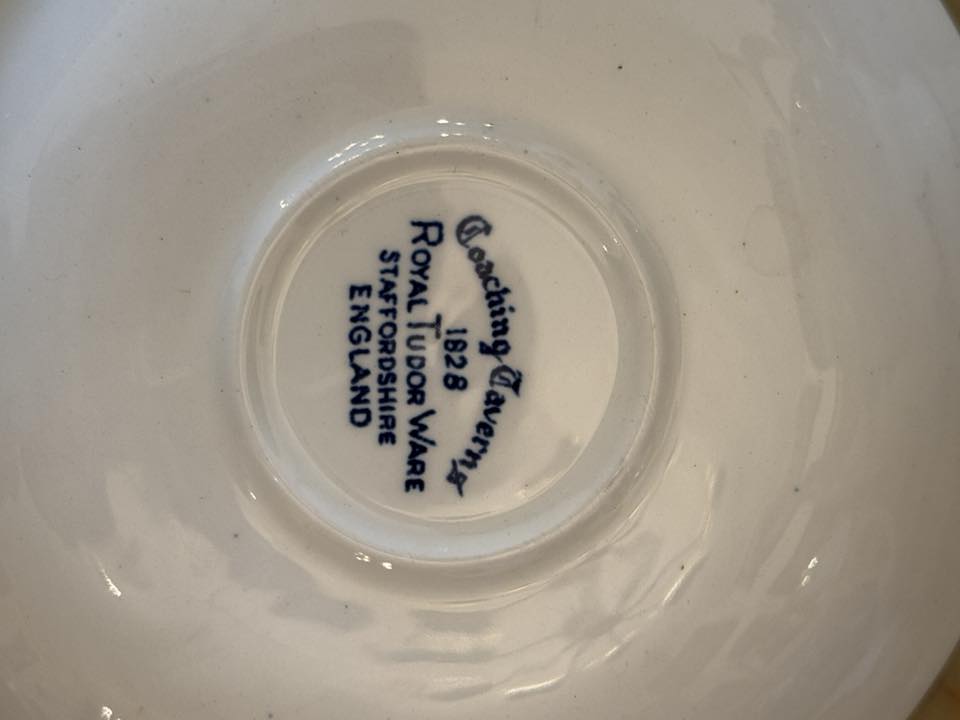 Coaching Taverns
1828
ROYAL TUDOR WARE
STAFFORDSHIRE
ENGLAND